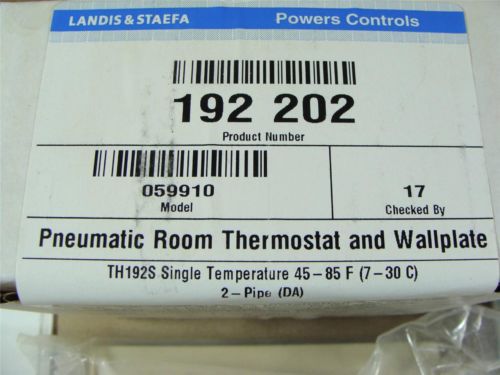 LANDIS & STAEFA Powers Controls
192 202
Product Number
059910 17
Model Checked By
Pneumatic Room Thermostat and Wallplate
TH192S Single Temperature 45-85 F (7-30 C)
2-Pipe (DA)